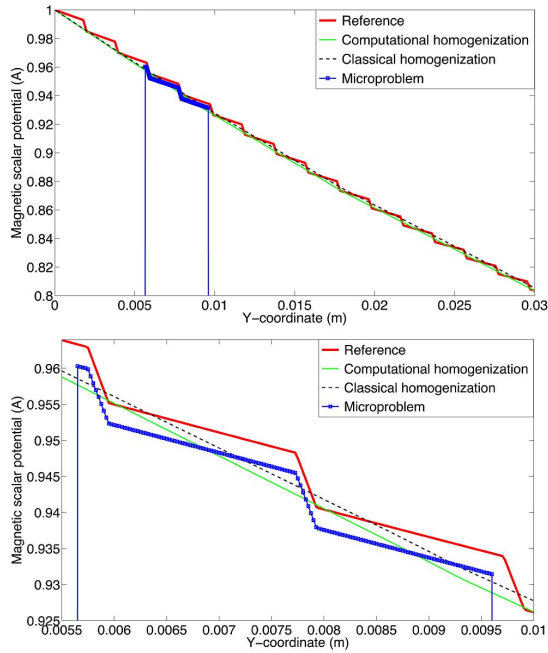 1
0.98
0.96
0.94
0.92
0.9
0.88
0.86
0.84
0.82
0.8
Magnetic scalar potential (A)
Reference
Computational homogenization
Classical homogenization
Microproblem
0 0.005 0.01 0.015 0.02 0.025 0.03
Y−coordinate (m)
0.96
0.955
0.95
0.945
0.94
0.935
0.93
0.925
Magnetic scalar potential (A)
Reference
Computational homogenization
Classical homogenization
Microproblem
0.0055 0.006 0.0065 0.007 0.0075 0.008 0.0085 0.009 0.0095 0.01
Y−coordinate (m)